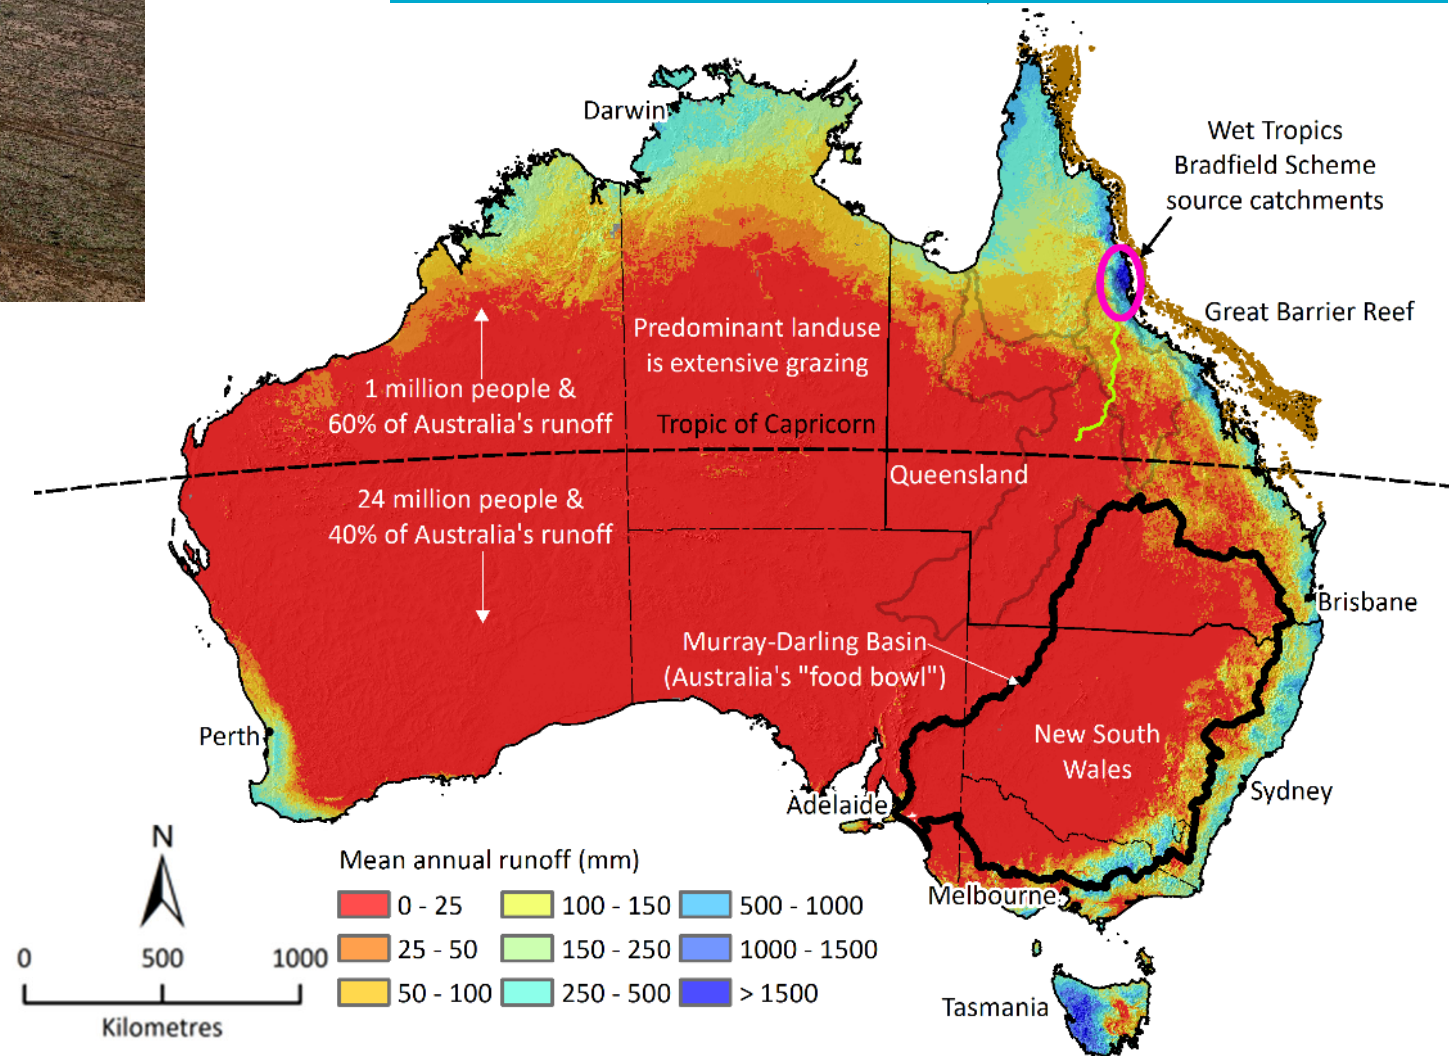 Darwin
Wet Tropics
Bradfield Scheme
source catchments
Great Barrier Reef
Predominant landuse
is extensive grazing
1 million people &
60% of Australia's runoff
Tropic of Capricorn
Queensland
24 million people &
40% of Australia's runoff
Brisbane
Murray-Darling Basin
(Australia's "food bowl")
Perth
New South
Wales
Sydney
Adelaide
Melbourne
Tasmania
N
0 500 1000
Kilometres
Mean annual runoff (mm)
0 - 25
25 - 50
50 - 100
100 - 150
150 - 250
250 - 500
500 - 1000
1000 - 1500
> 1500